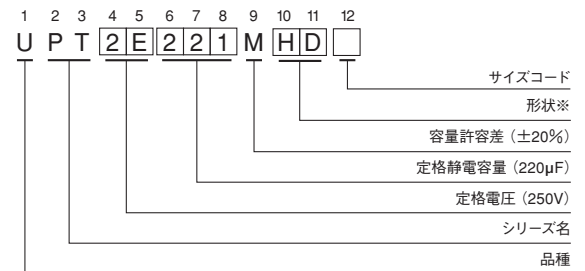 1 2 3 4 5 6 7 8 9 10 11 12
U P T 2 E 2 2 1 M H D
サイズコード
形状※
容量許容差（±20％）
定格静電容量（220µF）
定格電圧（250V）
シリーズ名
品種